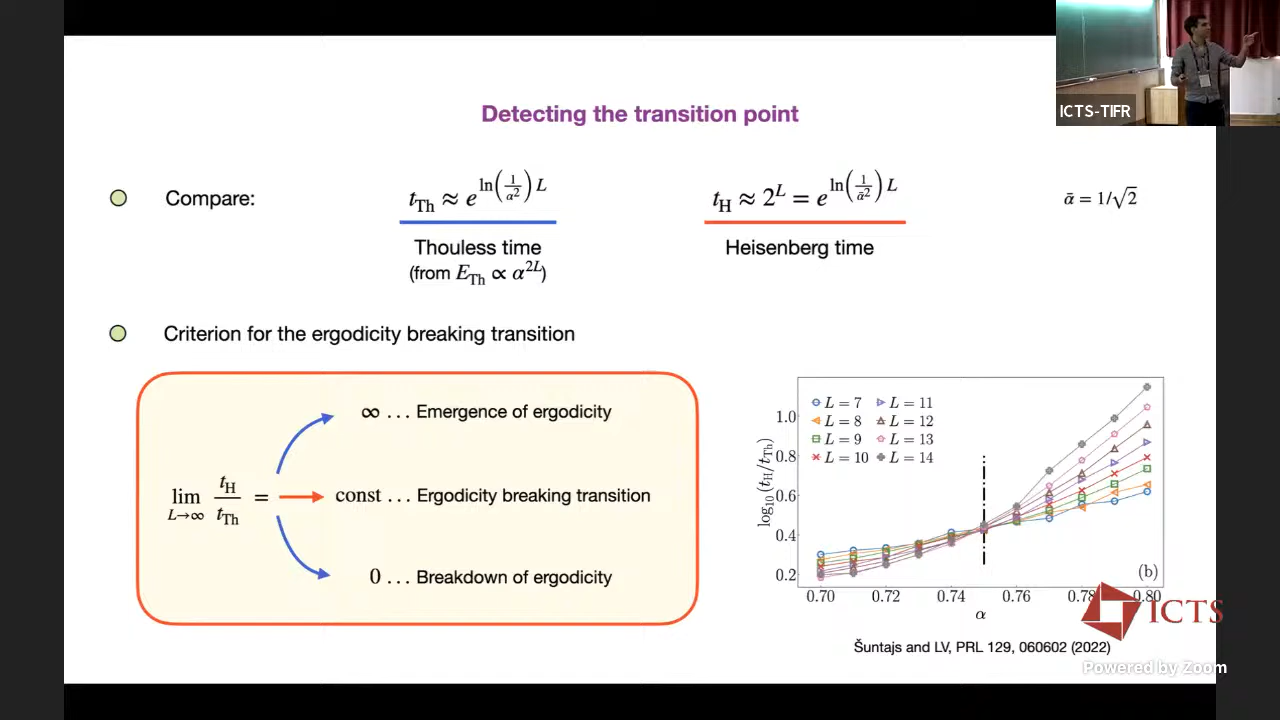 ICTS-TIFR
Detecting the transition point
Compare:
t_Th ≈ e^{ln(1/α²)L}
t_H ≈ 2^L = e^{ln(1/ᾱ²)L}
ᾱ = 1/√2
Thouless time
(from E_Th ∝ α^{2L})
Heisenberg time
Criterion for the ergodicity breaking transition
lim_{L→∞} t_H/t_Th =
∞ … Emergence of ergodicity
const … Ergodicity breaking transition
0 … Breakdown of ergodicity
log₁₀(t_H/t_Th)
L = 7
L = 8
L = 9
L = 10
L = 11
L = 12
L = 13
L = 14
1.0
0.8
0.6
0.4
0.2
(b)
0.70 0.72 0.74 0.76 0.78 0.80
α
ICTS
Šuntajs and LV, PRL 129, 060602 (2022)
Powered by Zoom